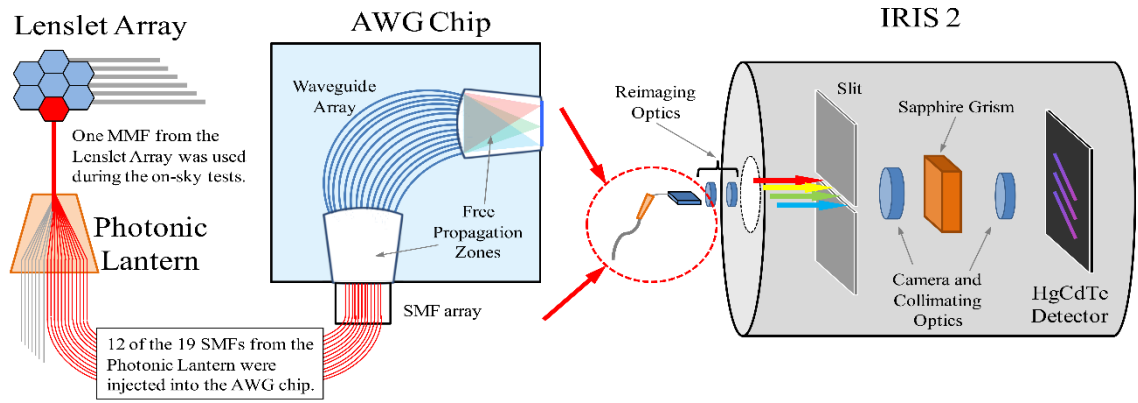 Lenslet Array
One MMF from the
Lenslet Array was used
during the on-sky tests.
Photonic
Lantern
12 of the 19 SMFs from the
Photonic Lantern were
injected into the AWG chip.
AWG Chip
Waveguide
Array
Free
Propagation
Zones
SMF array
IRIS 2
Reimaging
Optics
Slit
Sapphire Grism
Camera and
Collimating
Optics
HgCdTe
Detector